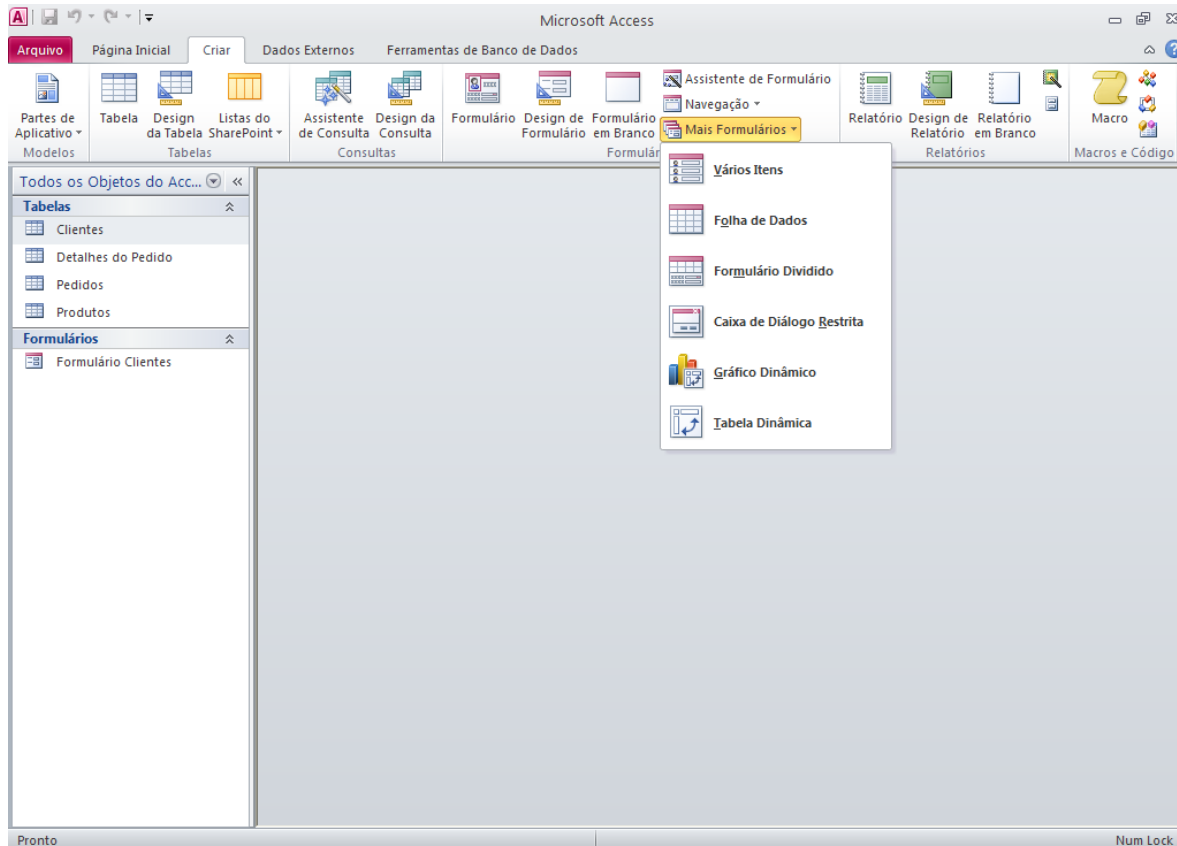 Microsoft Access
Arquivo Página Inicial Criar Dados Externos Ferramentas de Banco de Dados
Partes de Aplicativo
Tabela
Design da Tabela
Listas do SharePoint
Assistente de Consulta
Design da Consulta
Formulário
Design de Formulário
Formulário em Branco
Assistente de Formulário
Navegação
Mais Formulários
Relatório
Design de Relatório
Relatório em Branco
Macro
Modelos Tabelas Consultas Formulár Relatórios Macros e Código
Todos os Objetos do Acc...
Tabelas
Clientes
Detalhes do Pedido
Pedidos
Produtos
Formulários
Formulário Clientes
Vários Itens
Folha de Dados
Formulário Dividido
Caixa de Diálogo Restrita
Gráfico Dinâmico
Tabela Dinâmica
Pronto Num Lock